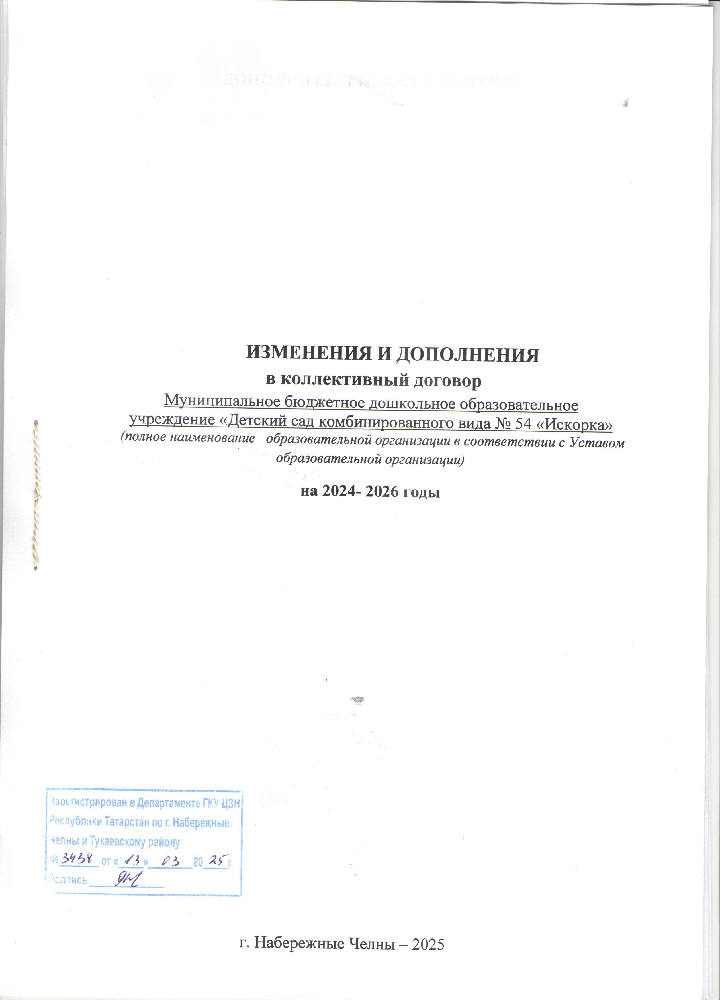 ИЗМЕНЕНИЯ И ДОПОЛНЕНИЯ
в коллективный договор
Муниципальное бюджетное дошкольное образовательное
учреждение «Детский сад комбинированного вида № 54 «Искорка»
(полное наименование образовательной организации в соответствии с Уставом
образовательной организации)
на 2024- 2026 годы
Зарегистрирован в Департаменте ГКУ ЦЗН
Республики Татарстан по г. Набережные
Челны и Тукаевскому району
№ 3438 от « 13 » 03 20 25 г.
Подпись
г. Набережные Челны – 2025